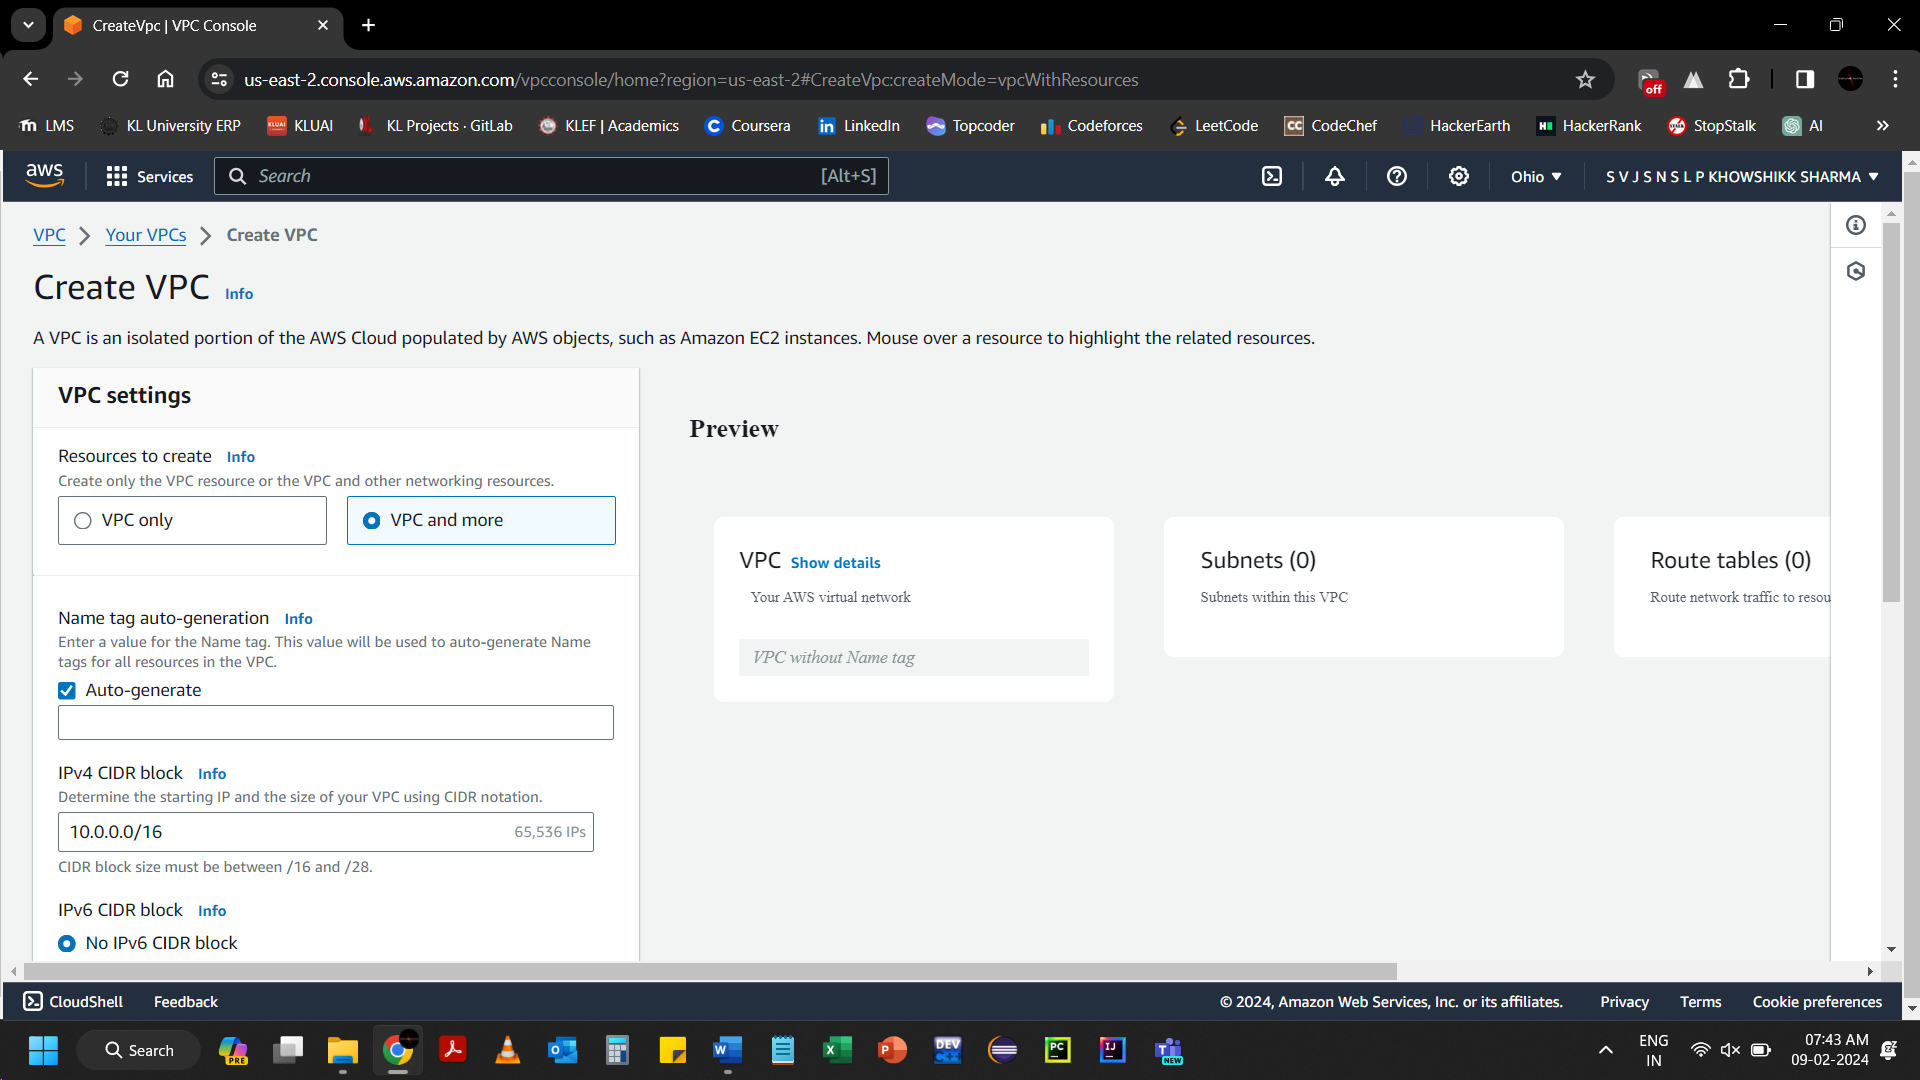 CreateVpc | VPC Console
us-east-2.console.aws.amazon.com/vpcconsole/home?region=us-east-2#CreateVpc:createMode=vpcWithResources
off
LMS
KL University ERP
KLUAI
KLUAI
KL Projects · GitLab
KLEF | Academics
Coursera
in
LinkedIn
Topcoder
Codeforces
LeetCode
CC
CodeChef
HackerEarth
HackerRank
StopStalk
AI
aws
Services
Search
[Alt+S]
Ohio
S V J S N S L P KHOWSHIKK SHARMA
VPC
Your VPCs
Create VPC
Create VPC
Info
A VPC is an isolated portion of the AWS Cloud populated by AWS objects, such as Amazon EC2 instances. Mouse over a resource to highlight the related resources.
VPC settings
Resources to create
Info
Create only the VPC resource or the VPC and other networking resources.
VPC only
VPC and more
Name tag auto-generation
Info
Enter a value for the Name tag. This value will be used to auto-generate Name
tags for all resources in the VPC.
Auto-generate
IPv4 CIDR block
Info
Determine the starting IP and the size of your VPC using CIDR notation.
10.0.0.0/16
65,536 IPs
CIDR block size must be between /16 and /28.
IPv6 CIDR block
Info
No IPv6 CIDR block
Preview
VPC
Show details
Your AWS virtual network
VPC without Name tag
Subnets (0)
Subnets within this VPC
Route tables (0)
Route network traffic to resou
CloudShell
Feedback
© 2024, Amazon Web Services, Inc. or its affiliates.
Privacy
Terms
Cookie preferences
Search
PRE
DEV
PC
IJ
NEW
ENG
IN
07:43 AM
09-02-2024